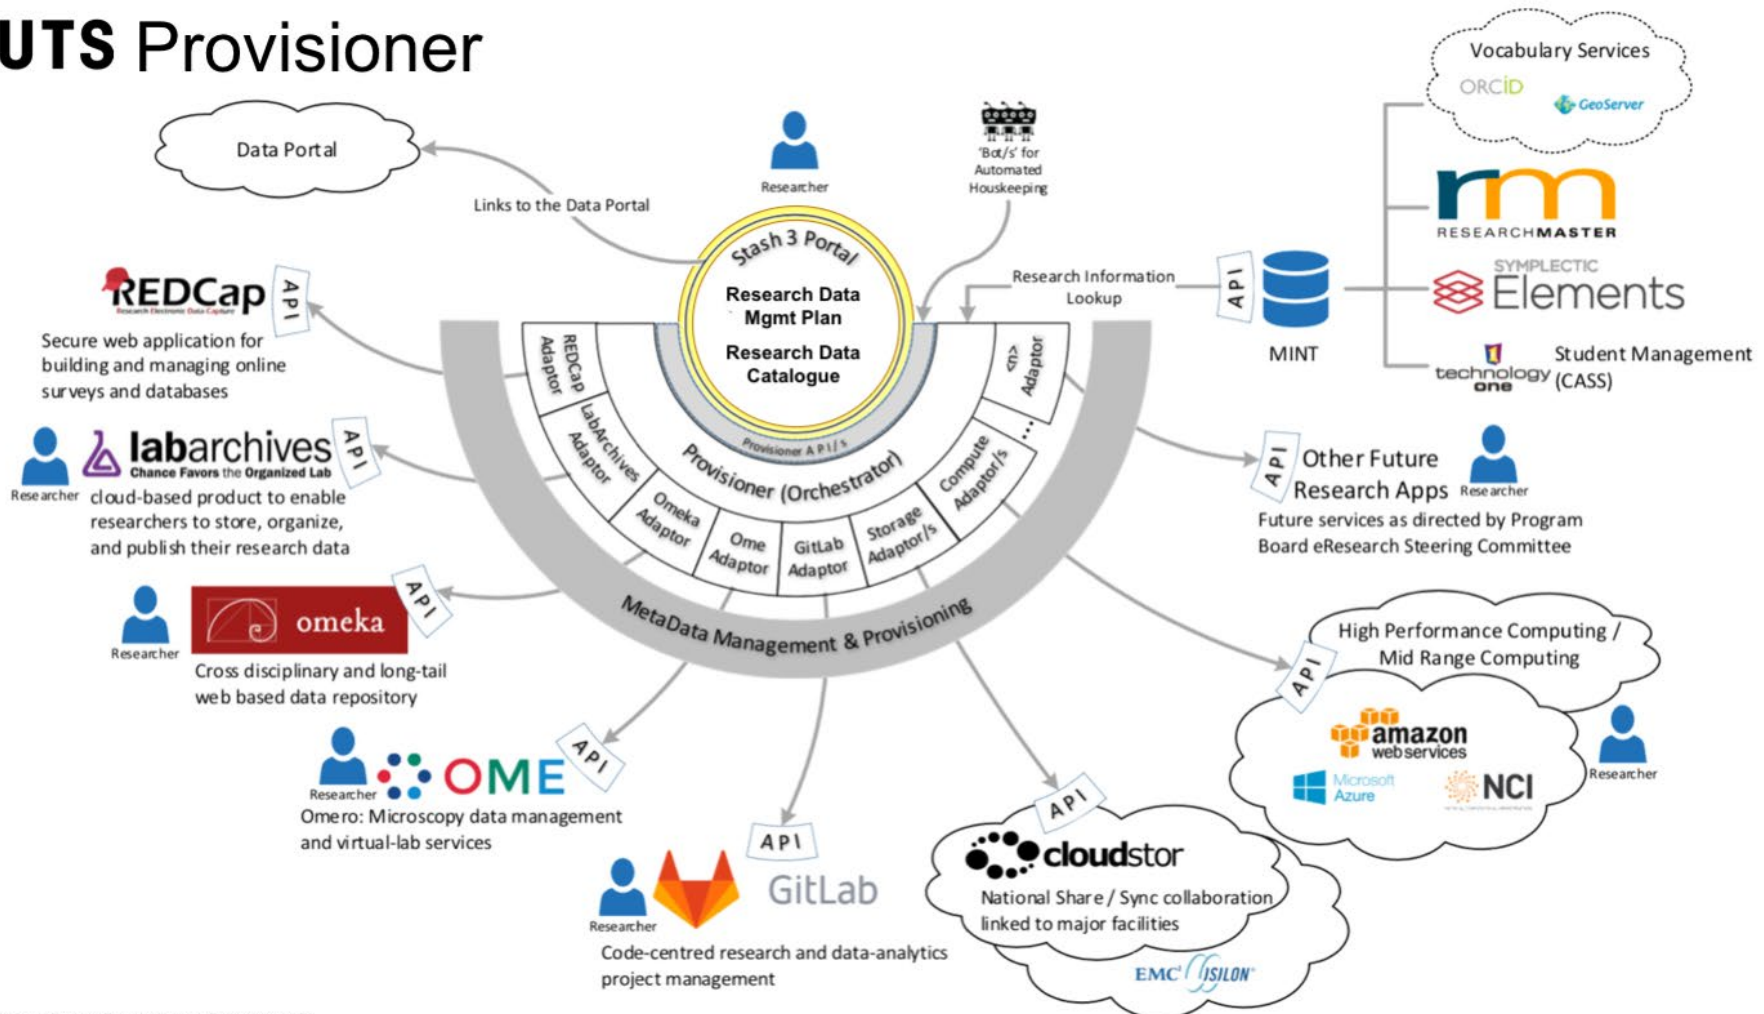 UTS Provisioner
Data Portal
Links to the Data Portal
Researcher
'Bot/s' for
Automated
Houskeeping
Stash 3 Portal
Research Data
Mgmt Plan
Research Data
Catalogue
Provisioner API/s
Provisioner (Orchestrator)
REDCap
Adaptor
LabArchives
Adaptor
Omeka
Adaptor
Ome
Adaptor
GitLab
Adaptor
Storage
Adaptor/s
Compute
Adaptor/s
...
<n>
Adaptor
MetaData Management & Provisioning
Research Information
Lookup
API
MINT
Vocabulary Services
ORCiD
GeoServer
rm
RESEARCHMASTER
SYMPLECTIC
Elements
technology
one
Student Management
(CASS)
REDCap
Research Electronic Data Capture
API
Secure web application for
building and managing online
surveys and databases
labarchives
Chance Favors the Organized Lab
API
Researcher
cloud-based product to enable
researchers to store, organize,
and publish their research data
omeka
API
Researcher
Cross disciplinary and long-tail
web based data repository
OME
API
Researcher
Omero: Microscopy data management
and virtual-lab services
API
GitLab
Researcher
Code-centred research and data-analytics
project management
API
cloudstor
National Share / Sync collaboration
linked to major facilities
EMC² ISILON
API
Other Future
Research Apps
Researcher
Future services as directed by Program
Board eResearch Steering Committee
High Performance Computing /
Mid Range Computing
API
amazon
webservices
Microsoft
Azure
NCI
Researcher